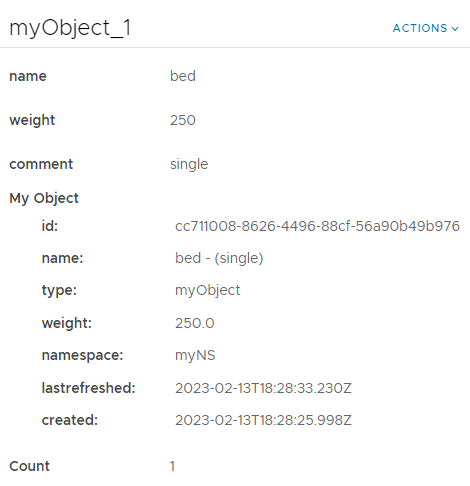 myObject_1 ACTIONS
name bed
weight 250
comment single
My Object
id: cc711008-8626-4496-88cf-56a90b49b976
name: bed - (single)
type: myObject
weight: 250.0
namespace: myNS
lastrefreshed: 2023-02-13T18:28:33.230Z
created: 2023-02-13T18:28:25.998Z
Count 1